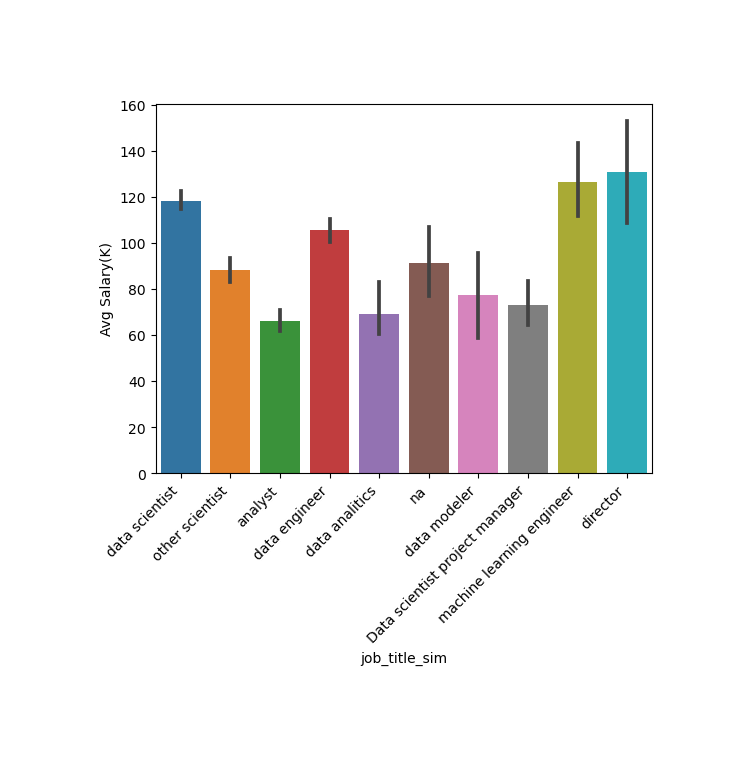 160
140
120
100
80
60
40
20
0
Avg Salary(K)
data scientist
other scientist
analyst
data engineer
data analitics
na
data modeler
Data scientist project manager
machine learning engineer
director
job_title_sim